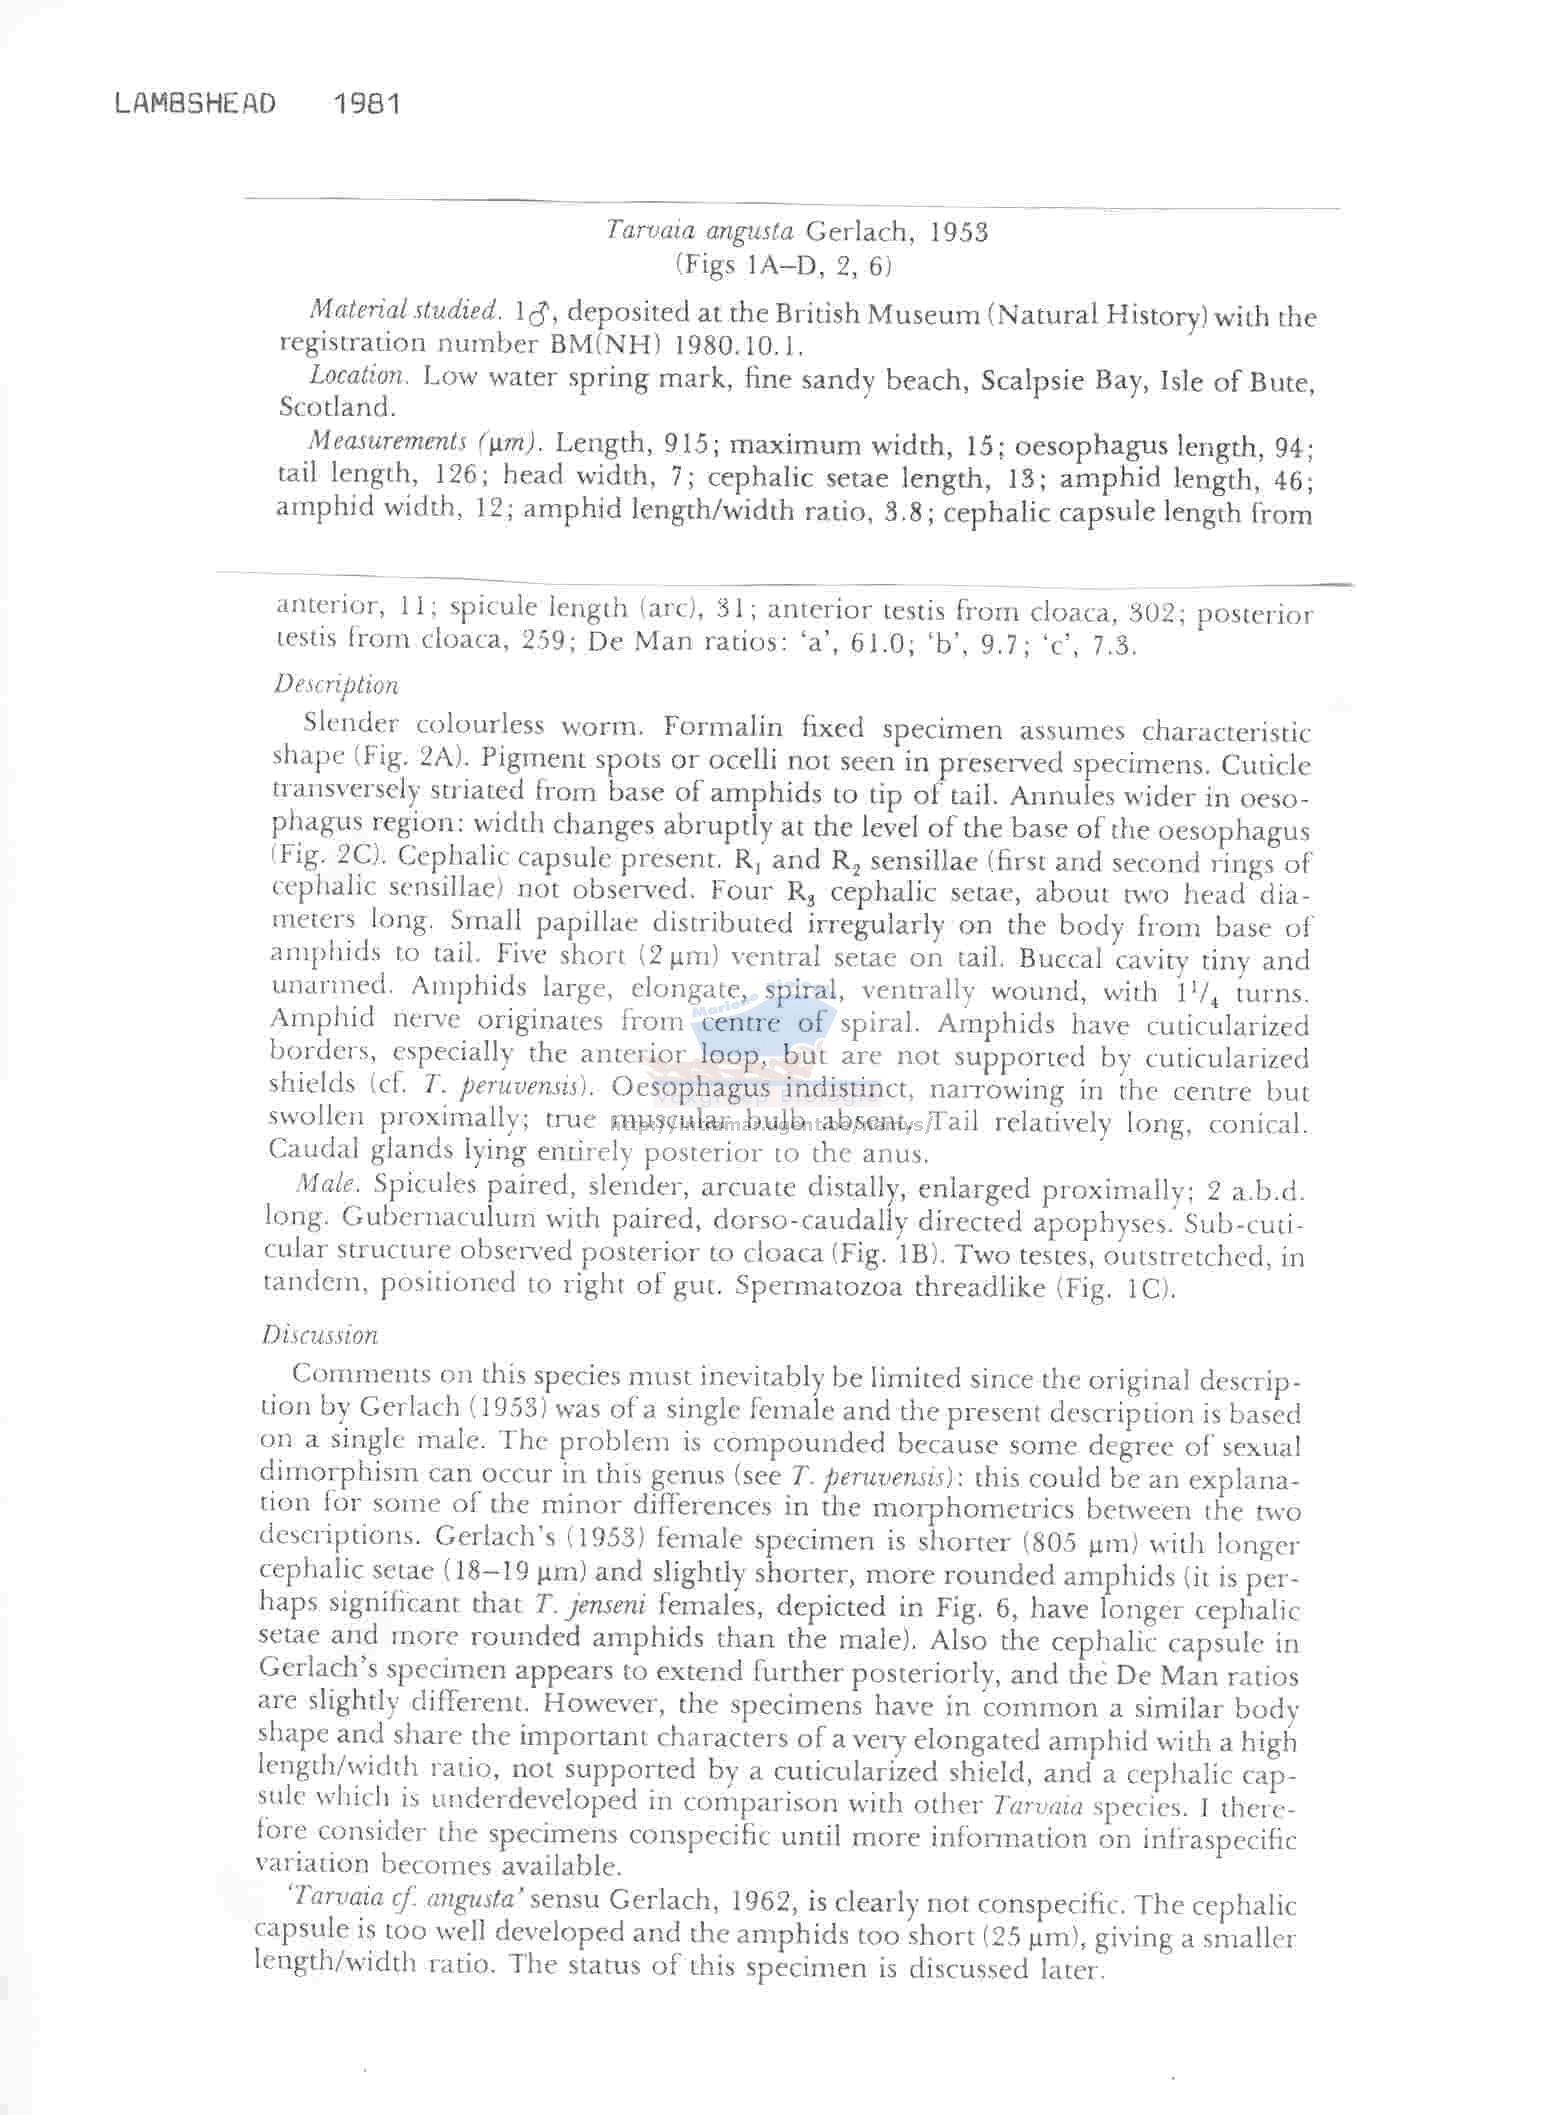 LAMBSHEAD 1981
Tarvaia angusta Gerlach, 1953
(Figs 1A–D, 2, 6)
Material studied. 1♂, deposited at the British Museum (Natural History) with the
registration number BM(NH) 1980.10.1.
Location. Low water spring mark, fine sandy beach, Scalpsie Bay, Isle of Bute,
Scotland.
Measurements (μm). Length, 915; maximum width, 15; oesophagus length, 94;
tail length, 126; head width, 7; cephalic setae length, 13; amphid length, 46;
amphid width, 12; amphid length/width ratio, 3.8; cephalic capsule length from
anterior, 11; spicule length (arc), 31; anterior testis from cloaca, 302; posterior
testis from cloaca, 259; De Man ratios: ‘a’, 61.0; ‘b’, 9.7; ‘c’, 7.3.
Description
Slender colourless worm. Formalin fixed specimen assumes characteristic
shape (Fig. 2A). Pigment spots or ocelli not seen in preserved specimens. Cuticle
transversely striated from base of amphids to tip of tail. Annules wider in oeso-
phagus region: width changes abruptly at the level of the base of the oesophagus
(Fig. 2C). Cephalic capsule present. R₁ and R₂ sensillae (first and second rings of
cephalic sensillae) not observed. Four R₃ cephalic setae, about two head dia-
meters long. Small papillae distributed irregularly on the body from base of
amphids to tail. Five short (2 μm) ventral setae on tail. Buccal cavity tiny and
unarmed. Amphids large, elongate, spiral, ventrally wound, with 1¹/₄ turns.
Amphid nerve originates from centre of spiral. Amphids have cuticularized
borders, especially the anterior loop, but are not supported by cuticularized
shields (cf. T. peruvensis). Oesophagus indistinct, narrowing in the centre but
swollen proximally; true muscular bulb absent. Tail relatively long, conical.
Caudal glands lying entirely posterior to the anus.
Male. Spicules paired, slender, arcuate distally, enlarged proximally; 2 a.b.d.
long. Gubernaculum with paired, dorso-caudally directed apophyses. Sub-cuti-
cular structure observed posterior to cloaca (Fig. 1B). Two testes, outstretched, in
tandem, positioned to right of gut. Spermatozoa threadlike (Fig. 1C).
Discussion
Comments on this species must inevitably be limited since the original descrip-
tion by Gerlach (1953) was of a single female and the present description is based
on a single male. The problem is compounded because some degree of sexual
dimorphism can occur in this genus (see T. peruvensis): this could be an explana-
tion for some of the minor differences in the morphometrics between the two
descriptions. Gerlach’s (1953) female specimen is shorter (805 μm) with longer
cephalic setae (18–19 μm) and slightly shorter, more rounded amphids (it is per-
haps significant that T. jenseni females, depicted in Fig. 6, have longer cephalic
setae and more rounded amphids than the male). Also the cephalic capsule in
Gerlach’s specimen appears to extend further posteriorly, and the De Man ratios
are slightly different. However, the specimens have in common a similar body
shape and share the important characters of a very elongated amphid with a high
length/width ratio, not supported by a cuticularized shield, and a cephalic cap-
sule which is underdeveloped in comparison with other Tarvaia species. I there-
fore consider the specimens conspecific until more information on infraspecific
variation becomes available.
‘Tarvaia cf. angusta’ sensu Gerlach, 1962, is clearly not conspecific. The cephalic
capsule is too well developed and the amphids too short (25 μm), giving a smaller
length/width ratio. The status of this specimen is discussed later.